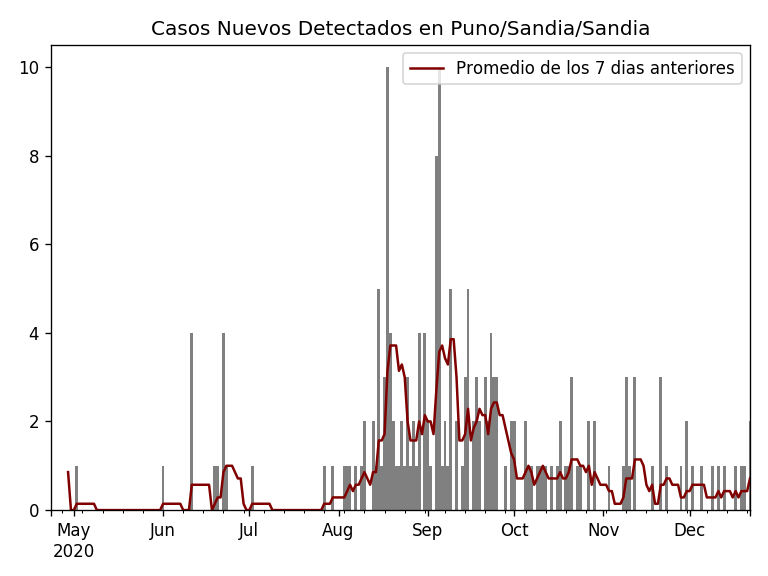 Casos Nuevos Detectados en Puno/Sandia/Sandia
Promedio de los 7 dias anteriores
10
8
6
4
2
0
May Jun Jul Aug Sep Oct Nov Dec
2020